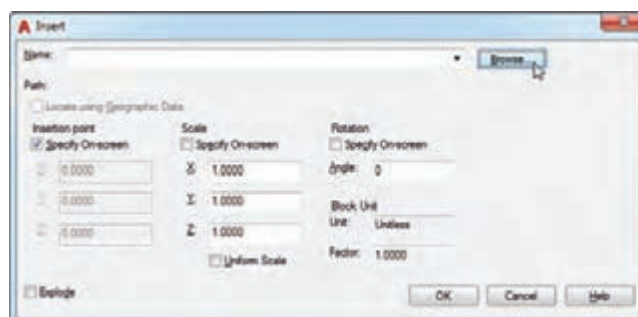 A Insert
Name:
Browse...
Path:
Locate using Geographic Data
Insertion point
Specify On-screen
X: 0.0000
Y: 0.0000
Z: 0.0000
Scale
Specify On-screen
X: 1.0000
Y: 1.0000
Z: 1.0000
Uniform Scale
Rotation
Specify On-screen
Angle: 0
Block Unit
Unit: Unitless
Factor: 1.0000
Explode
OK
Cancel
Help